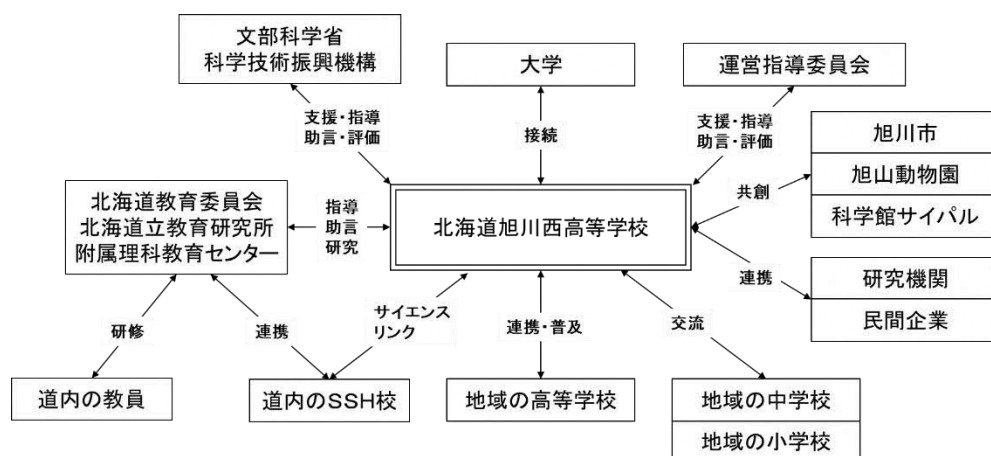 文部科学省
科学技術振興機構
大学
運営指導委員会
支援・指導
助言・評価
接続
支援・指導
助言・評価
旭川市
旭山動物園
科学館サイパル
共創
北海道教育委員会
北海道立教育研究所
附属理科教育センター
指導
助言
研究
北海道旭川西高等学校
連携
研究機関
民間企業
研修
連携
サイエンス
リンク
連携・普及
交流
道内の教員
道内のSSH校
地域の高等学校
地域の中学校
地域の小学校